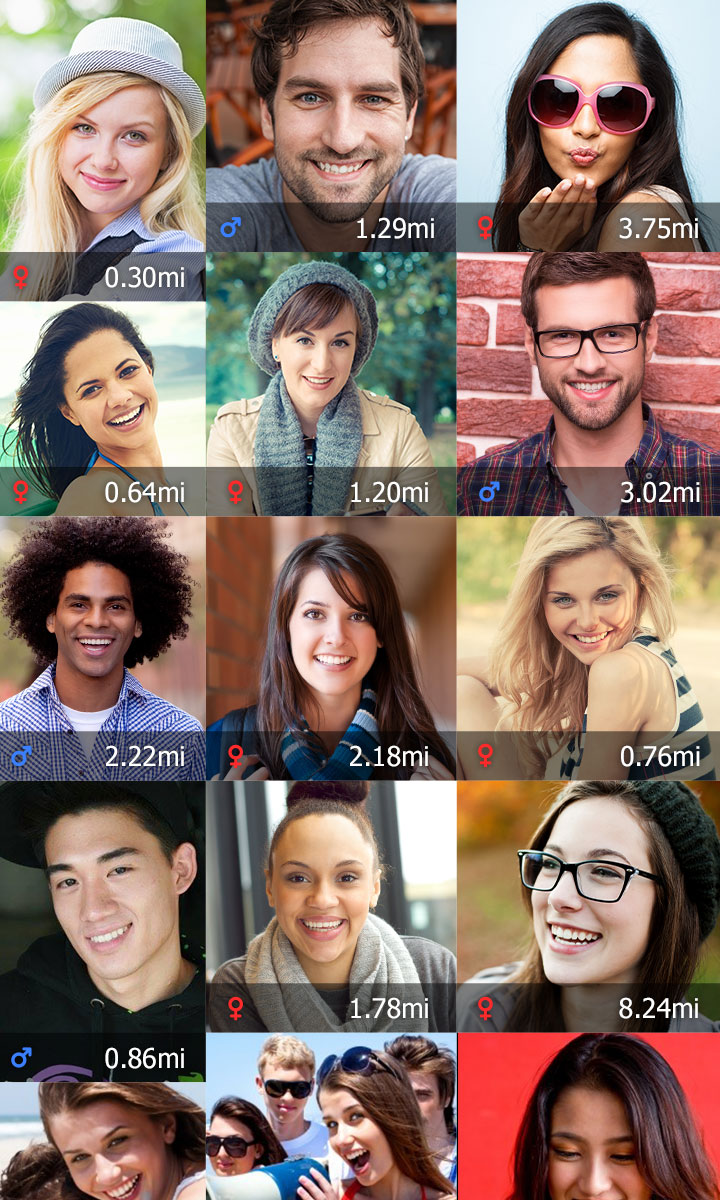 ♂ 1.29mi
♀ 3.75mi
♀ 0.30mi
♀ 0.64mi
♀ 1.20mi
♂ 3.02mi
♂ 2.22mi
♀ 2.18mi
♀ 0.76mi
♀ 1.78mi
♀ 8.24mi
♂ 0.86mi